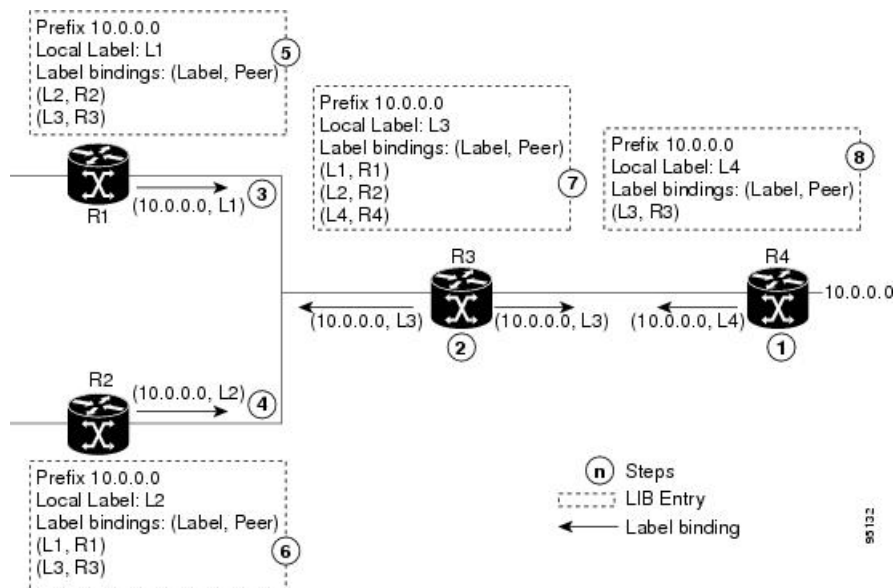 Prefix 10.0.0.0
Local Label: L1
Label bindings: (Label, Peer)
(L2, R2)
(L3, R3)
5
R1
(10.0.0.0, L1)
3
Prefix 10.0.0.0
Local Label: L3
Label bindings: (Label, Peer)
(L1, R1)
(L2, R2)
(L4, R4)
7
Prefix 10.0.0.0
Local Label: L4
Label bindings: (Label, Peer)
(L3, R3)
8
R3
(10.0.0.0, L3)
(10.0.0.0, L3)
2
R4
10.0.0.0
(10.0.0.0, L4)
1
R2
(10.0.0.0, L2)
4
Prefix 10.0.0.0
Local Label: L2
Label bindings: (Label, Peer)
(L1, R1)
(L3, R3)
6
n Steps
LIB Entry
Label binding
95132